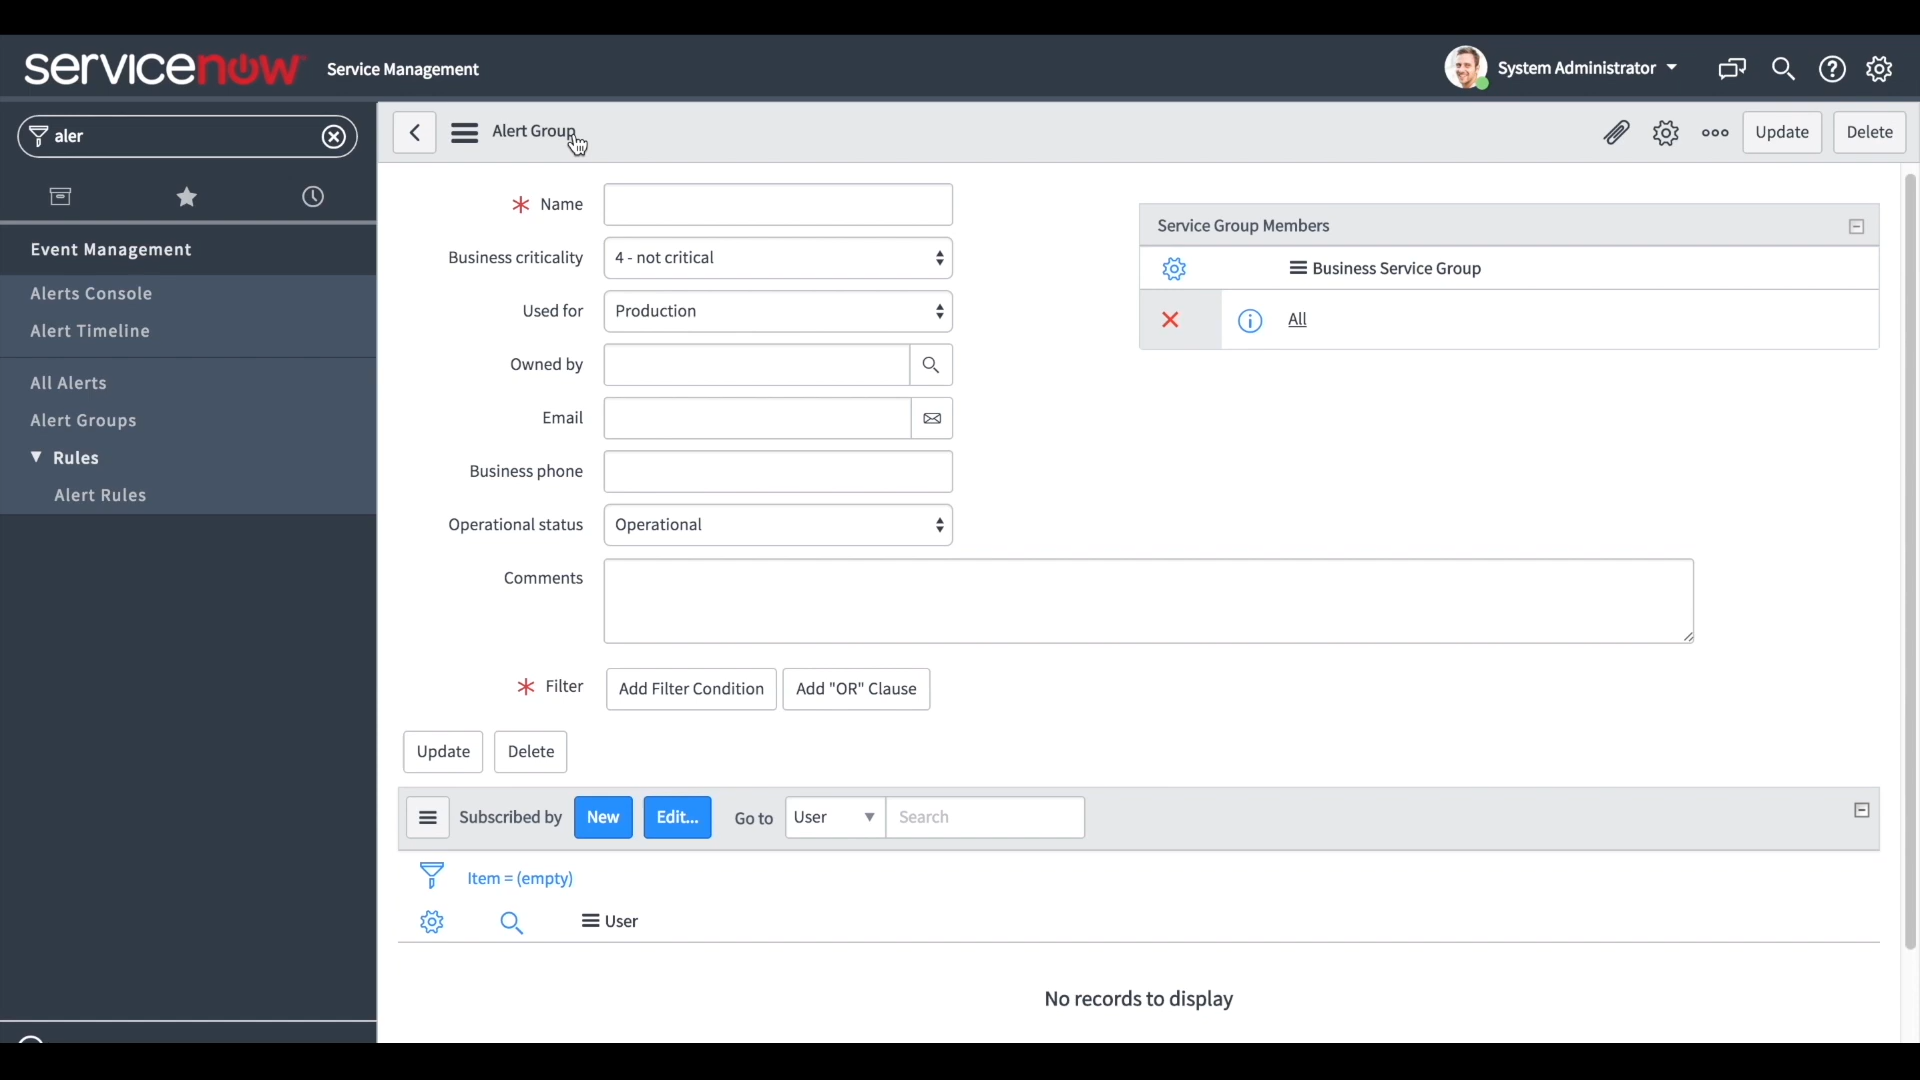 servicenow Service Management
System Administrator
aler
Alert Group
Update
Delete
Event Management
Alerts Console
Alert Timeline
All Alerts
Alert Groups
Rules
Alert Rules
Name
Business criticality 4 - not critical
Used for Production
Owned by
Email
Business phone
Operational status Operational
Comments
Filter Add Filter Condition Add "OR" Clause
Service Group Members
Business Service Group
All
Update Delete
Subscribed by New Edit... Go to User Search
Item = (empty)
User
No records to display